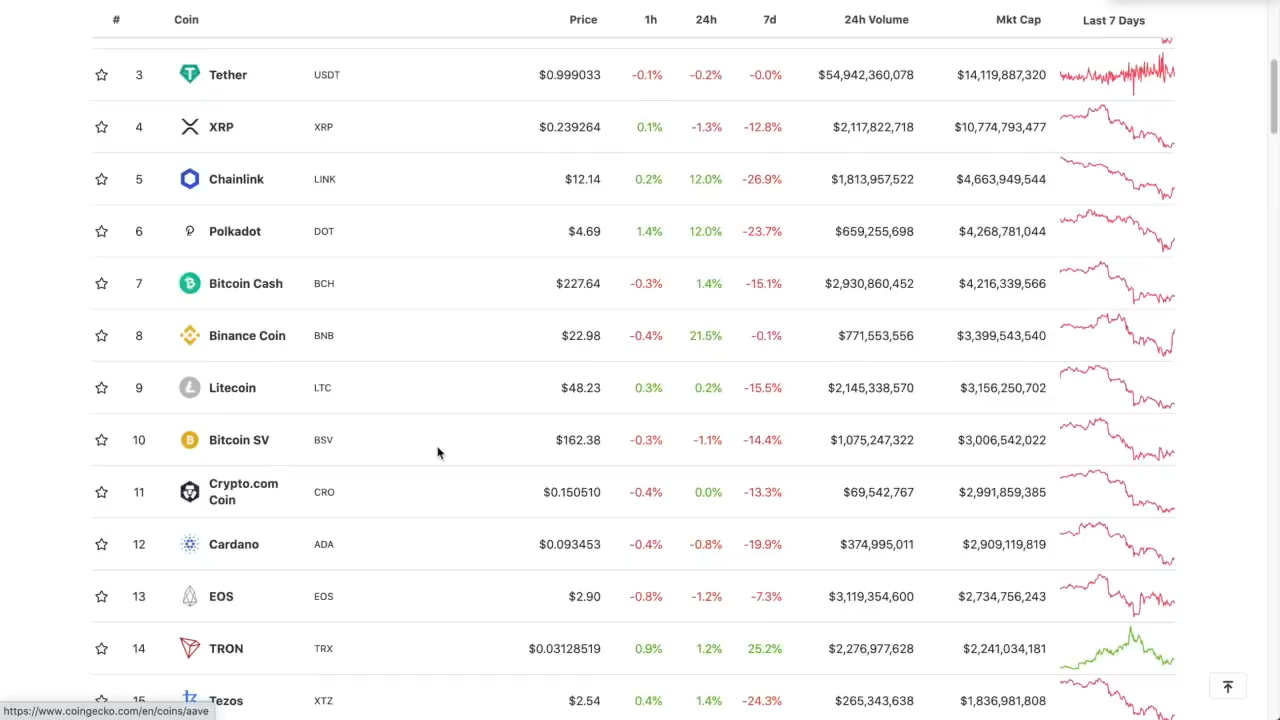 # Coin Price 1h 24h 7d 24h Volume Mkt Cap Last 7 Days
3 Tether USDT $0.999033 -0.1% -0.2% -0.0% $54,942,360,078 $14,119,887,320
4 XRP XRP $0.239264 0.1% -1.3% -12.8% $2,117,822,718 $10,774,793,477
5 Chainlink LINK $12.14 0.2% 12.0% -26.9% $1,813,957,522 $4,663,949,544
6 Polkadot DOT $4.69 1.4% 12.0% -23.7% $659,255,698 $4,268,781,044
7 Bitcoin Cash BCH $227.64 -0.3% 1.4% -15.1% $2,930,860,452 $4,216,339,566
8 Binance Coin BNB $22.98 -0.4% 21.5% -0.1% $771,553,556 $3,399,543,540
9 Litecoin LTC $48.23 0.3% 0.2% -15.5% $2,145,338,570 $3,156,250,702
10 Bitcoin SV BSV $162.38 -0.3% -1.1% -14.4% $1,075,247,322 $3,006,542,022
11 Crypto.com
Coin CRO $0.150510 -0.4% 0.0% -13.3% $69,542,767 $2,991,859,385
12 Cardano ADA $0.093453 -0.4% -0.8% -19.9% $374,995,011 $2,909,119,819
13 EOS EOS $2.90 -0.8% -1.2% -7.3% $3,119,354,600 $2,734,756,243
14 TRON TRX $0.03128519 0.9% 1.2% 25.2% $2,276,977,628 $2,241,034,181
15 Tezos XTZ $2.54 0.4% 1.4% -24.3% $265,343,638 $1,836,981,808
https://www.coingecko.com/en/coins/aave